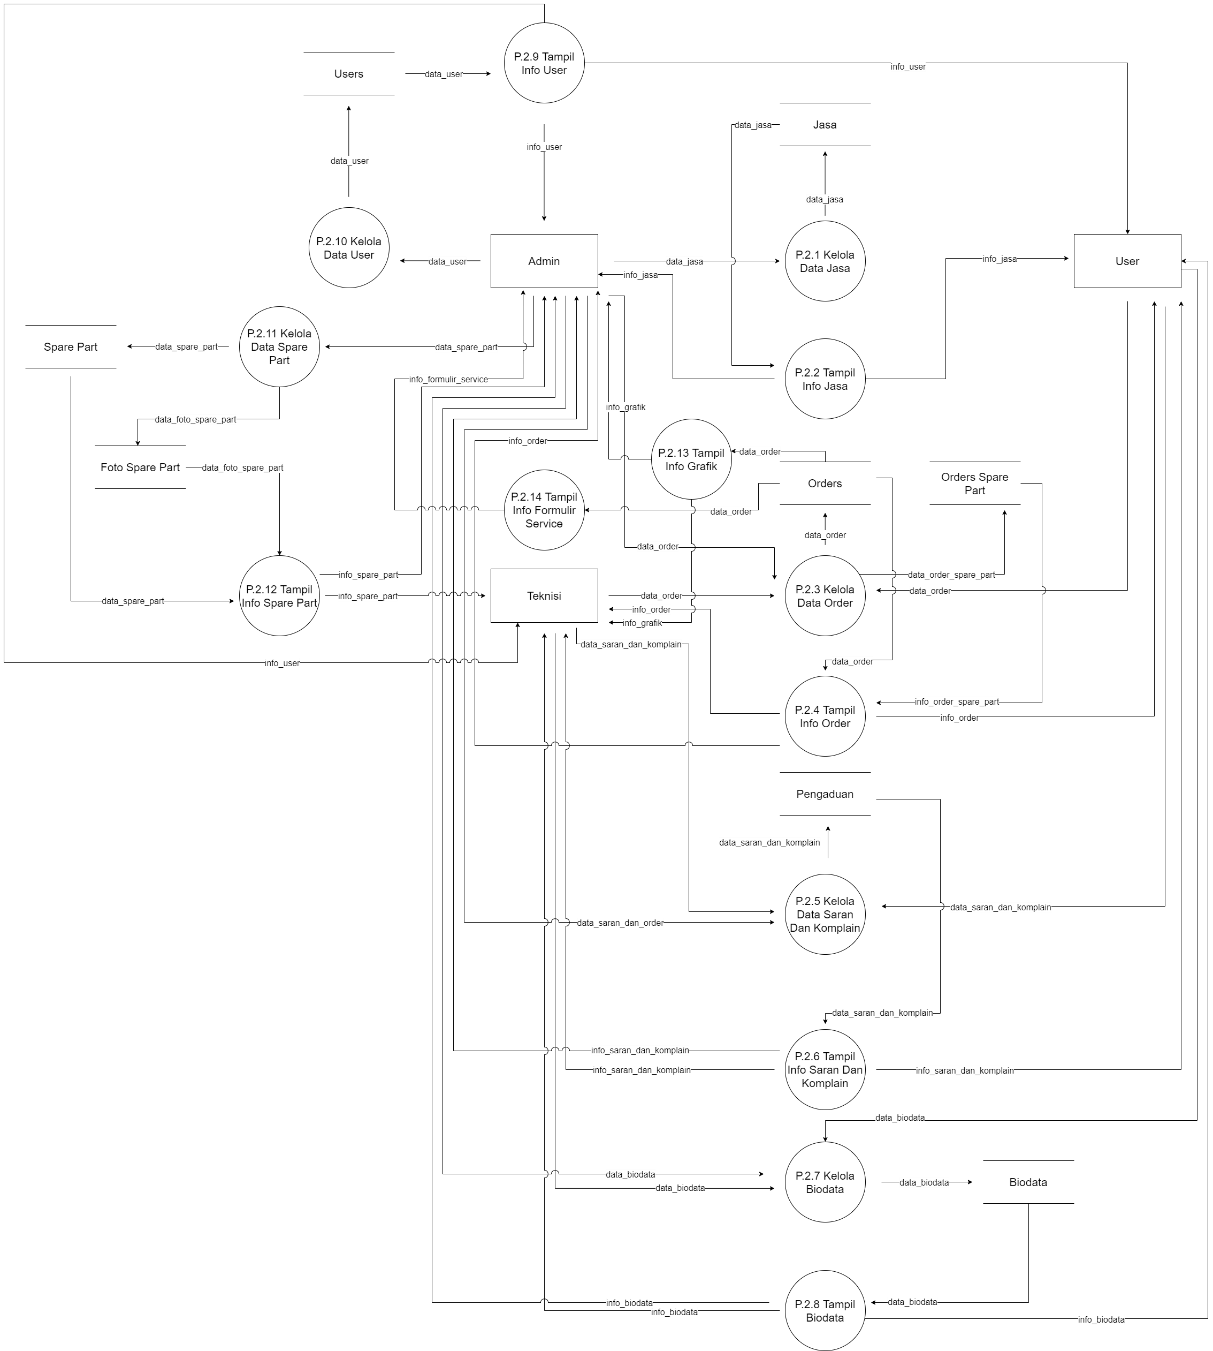 P.2.9 Tampil
Info User
Users
data_user
info_user
Jasa
data_jasa
info_user
data_user
data_jasa
P.2.10 Kelola
Data User
data_user
Admin
data_jasa
info_jasa
P.2.1 Kelola
Data Jasa
info_jasa
User
Spare Part
data_spare_part
P.2.11 Kelola
Data Spare
Part
data_spare_part
info_formulir_service
P.2.2 Tampil
Info Jasa
info_grafik
data_foto_spare_part
info_order
P.2.13 Tampil
Info Grafik
data_order
Foto Spare Part
data_foto_spare_part
Orders
Orders Spare
Part
P.2.14 Tampil
Info Formulir
Service
data_order
data_order
data_order
info_spare_part
data_order_spare_part
P.2.12 Tampil
Info Spare Part
data_spare_part
info_spare_part
Teknisi
data_order
info_order
info_grafik
P.2.3 Kelola
Data Order
data_order
data_saran_dan_komplain
info_user
data_order
P.2.4 Tampil
Info Order
info_order_spare_part
info_order
Pengaduan
data_saran_dan_komplain
P.2.5 Kelola
Data Saran
Dan Komplain
data_saran_dan_komplain
data_saran_dan_order
data_saran_dan_komplain
info_saran_dan_komplain
info_saran_dan_komplain
P.2.6 Tampil
Info Saran Dan
Komplain
info_saran_dan_komplain
data_biodata
data_biodata
data_biodata
P.2.7 Kelola
Biodata
data_biodata
Biodata
info_biodata
info_biodata
P.2.8 Tampil
Biodata
data_biodata
info_biodata